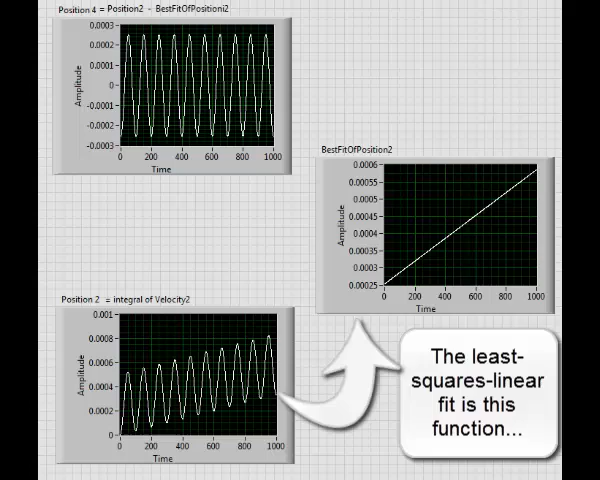 Position 4 = Position2 - BestFitOfPositioni2
0.0003
0.0002
0.0001
0
-0.0001
-0.0002
-0.0003
Amplitude
0 200 400 600 800 1000
Time
BestFitOfPosition2
0.0006
0.00055
0.0005
0.00045
0.0004
0.00035
0.0003
0.00025
Amplitude
0 200 400 600 800 1000
Time
Position 2 = integral of Velocity2
0.001
0.0008
0.0006
0.0004
0.0002
0
Amplitude
0 200 400 600 800 1000
Time
The least-
squares-linear
fit is this
function...